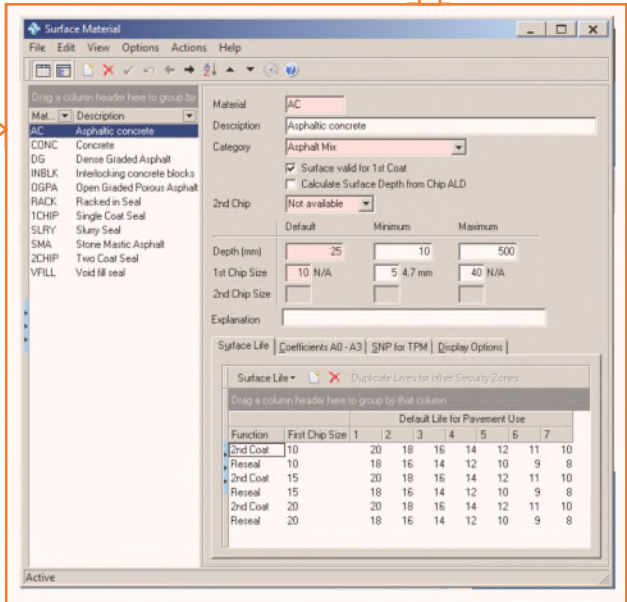 Surface Material
File Edit View Options Actions Help
Drag a column header here to group by
Mat... Description
AC Asphaltic concrete
CONC Concrete
DG Dense Graded Asphalt
INBLK Interlocking concrete blocks
OGPA Open Graded Porous Asphalt
RACK Racked in Seal
1CHIP Single Coat Seal
SLRY Slurry Seal
SMA Stone Mastic Asphalt
2CHIP Two Coat Seal
VFILL Void fill seal
Material AC
Description Asphaltic concrete
Category Asphalt Mix
Surface valid for 1st Coat
Calculate Surface Depth from Chip ALD
2nd Chip Not available
Default Minimum Maximum
Depth (mm) 25 10 500
1st Chip Size 10 N/A 5 4.7 mm 40 N/A
2nd Chip Size
Explanation
Surface Life Coefficients A0 - A3 SNP for TPM Display Options
Surface Life Duplicate Lives for other Security Zones
Drag a column header here to group by that column
Default Life for Pavement Use
Function First Chip Size 1 2 3 4 5 6 7
2nd Coat 10 20 18 16 14 12 11 10
Reseal 10 18 16 14 12 10 9 8
2nd Coat 15 20 18 16 14 12 11 10
Reseal 15 18 16 14 12 10 9 8
2nd Coat 20 20 18 16 14 12 11 10
Reseal 20 18 16 14 12 10 9 8
Active